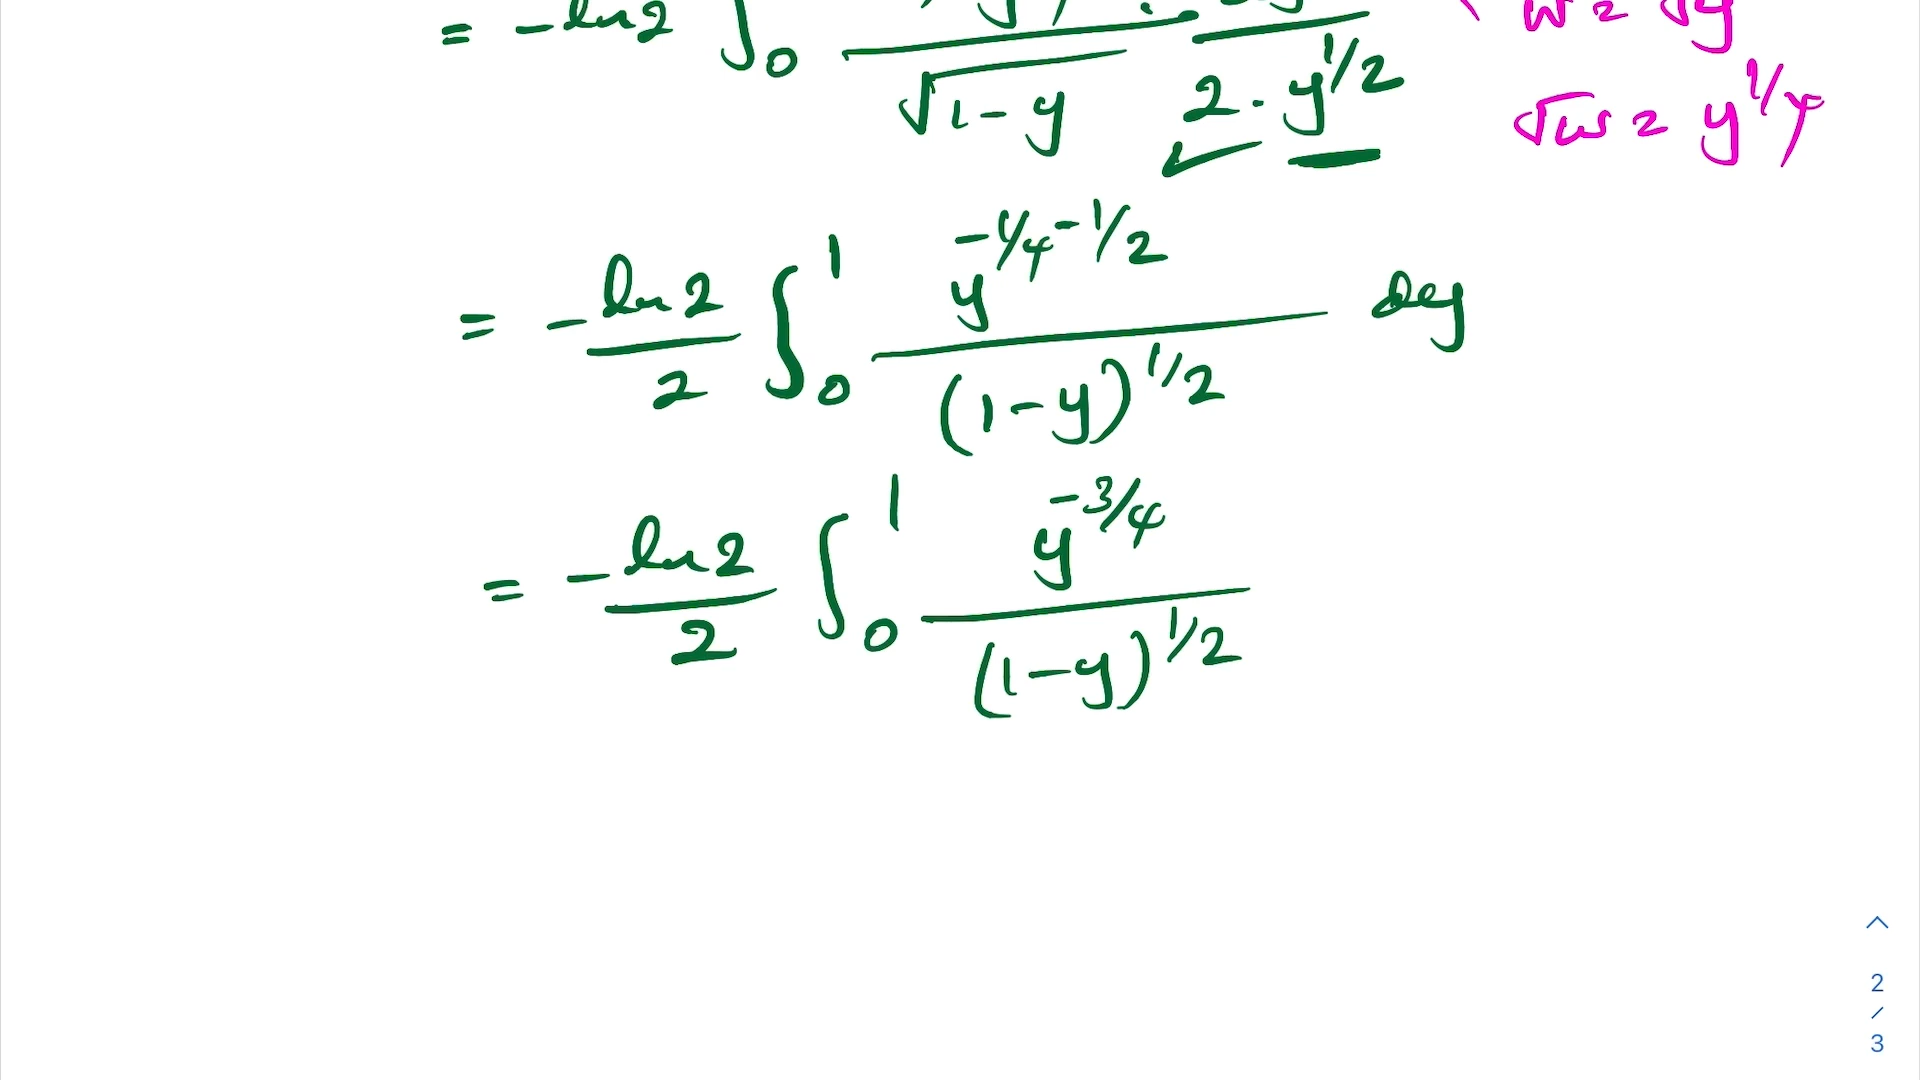 = -ln2 ∫₀ / √1-y 2·y^1/2
w = √y
√w = y^1/4
= -ln2/2 ∫₀¹ y^-1/4-1/2 / (1-y)^1/2 dy
= -ln2/2 ∫₀¹ y^-3/4 / (1-y)^1/2
2
/
3